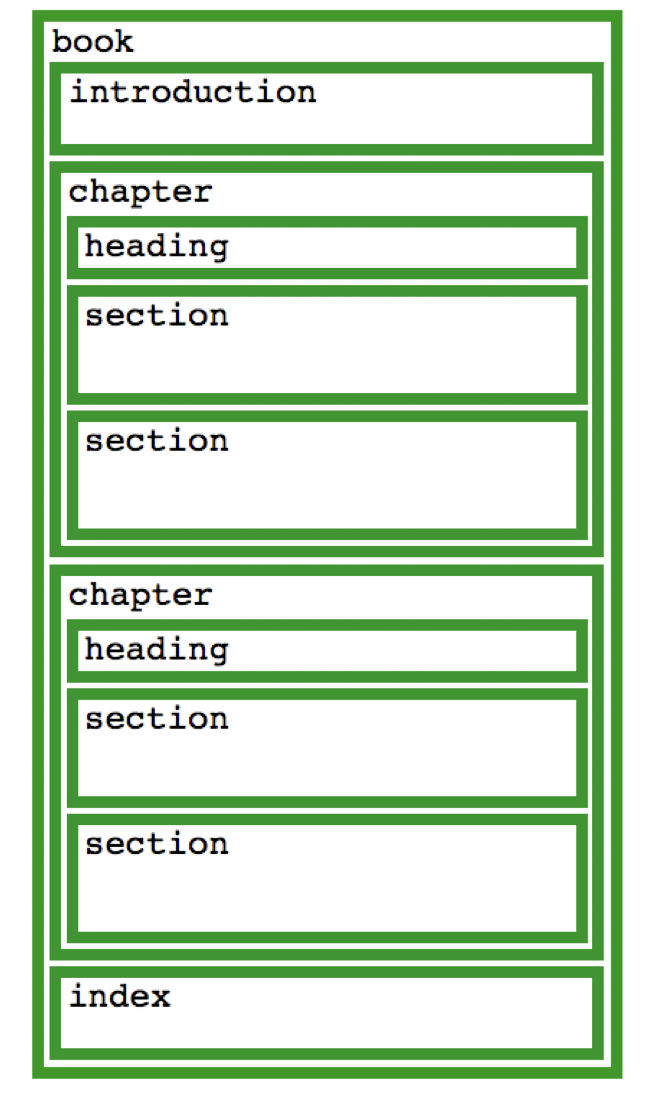 book
introduction
chapter
heading
section
section
chapter
heading
section
section
index